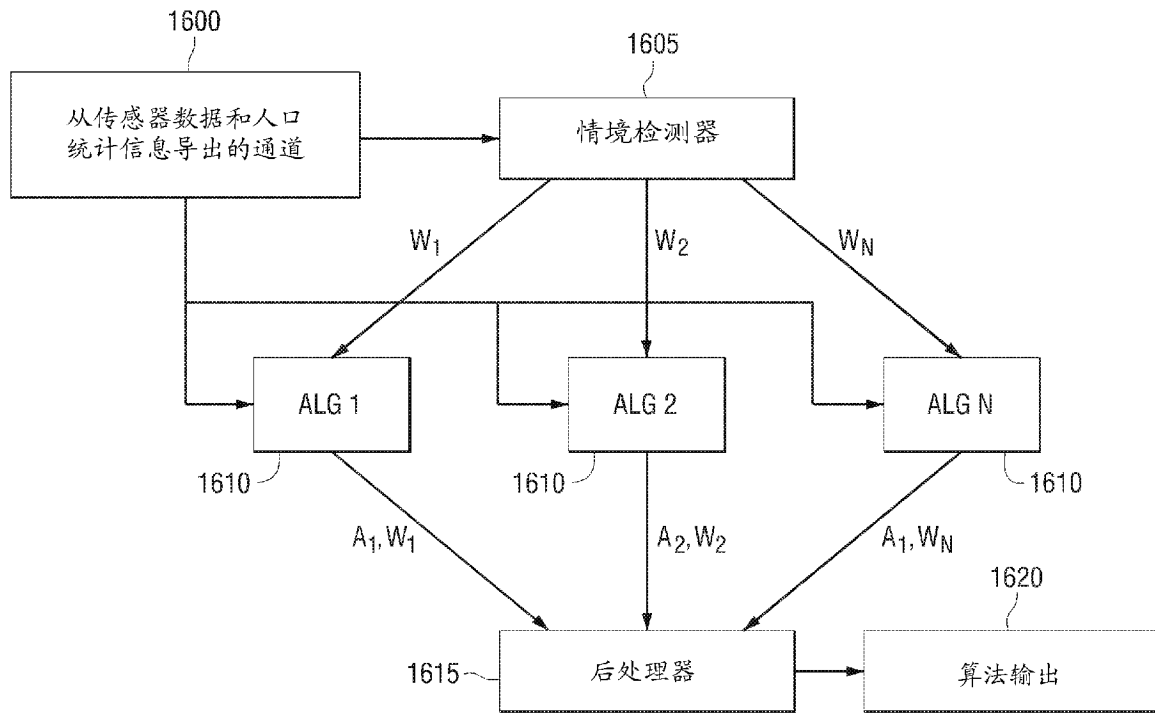 1600
1605
从传感器数据和人口
统计信息导出的通道
情境检测器
W₁
W₂
W_N
ALG 1
ALG 2
ALG N
1610
1610
1610
A₁,W₁
A₂,W₂
A₁,W_N
1620
1615
后处理器
算法输出